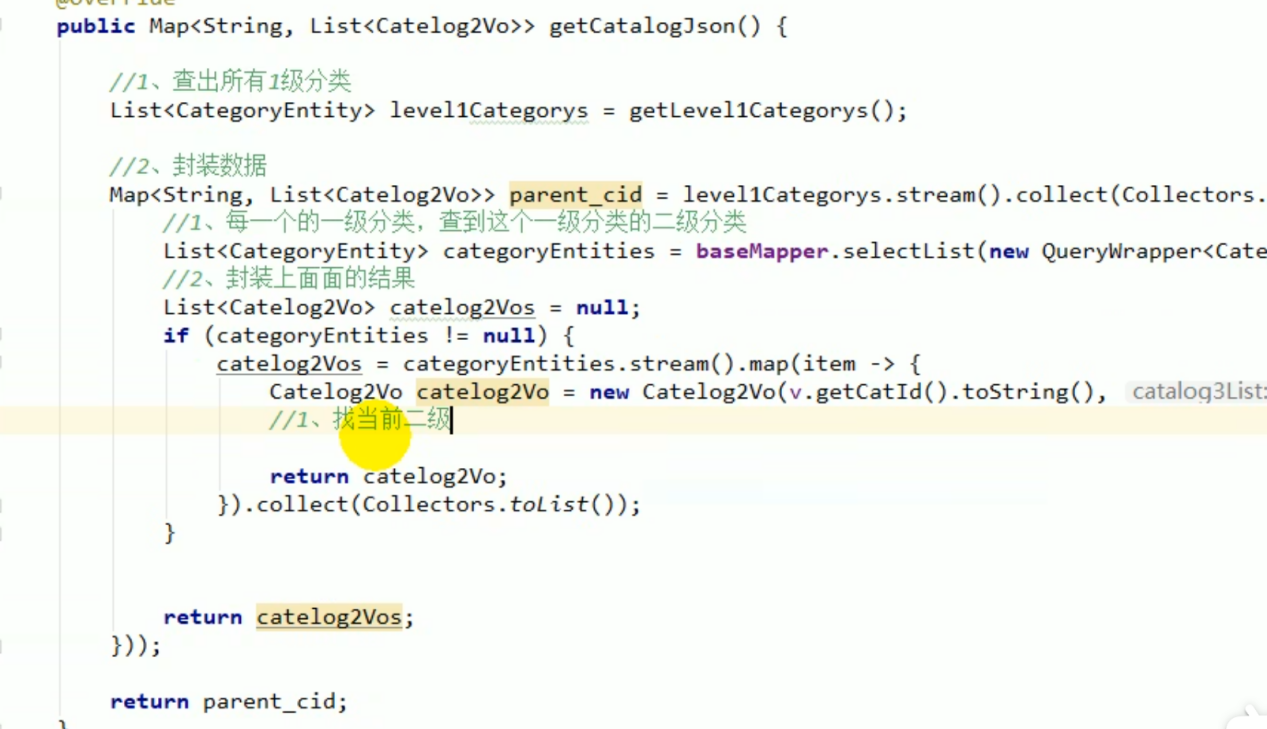 @Override
public Map<String, List<Catelog2Vo>> getCatalogJson() {
//1、查出所有1级分类
List<CategoryEntity> level1Categorys = getLevel1Categorys();
//2、封装数据
Map<String, List<Catelog2Vo>> parent_cid = level1Categorys.stream().collect(Collectors.
//1、每一个的一级分类，查到这个一级分类的二级分类
List<CategoryEntity> categoryEntities = baseMapper.selectList(new QueryWrapper<Cate
//2、封装上面面的结果
List<Catelog2Vo> catelog2Vos = null;
if (categoryEntities != null) {
catelog2Vos = categoryEntities.stream().map(item -> {
Catelog2Vo catelog2Vo = new Catelog2Vo(v.getCatId().toString(), catalog3List:
//1、找当前二级
return catelog2Vo;
}).collect(Collectors.toList());
}
return catelog2Vos;
}));
return parent_cid;
}